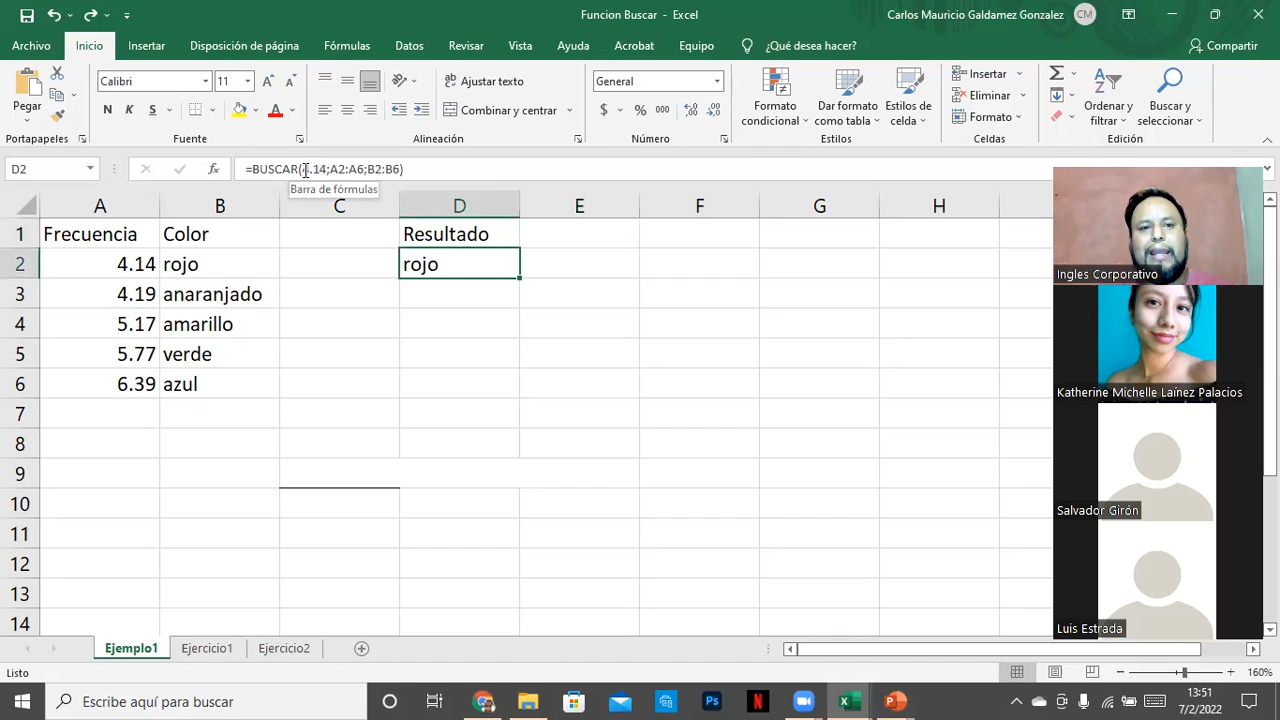 Funcion Buscar - Excel
Carlos Mauricio Galdamez Gonzalez CM
Archivo Inicio Insertar Disposición de página Fórmulas Datos Revisar Vista Ayuda Acrobat Equipo ¿Qué desea hacer? Compartir
Pegar
Calibri 11
N K S
Ajustar texto
Combinar y centrar
General
$ % 000
Formato condicional
Dar formato como tabla
Estilos de celda
Insertar
Eliminar
Formato
Ordenar y filtrar
Buscar y seleccionar
Portapapeles Fuente Alineación Número Estilos Celdas Edición
D2 fx =BUSCAR(4.14;A2:A6;B2:B6)
Barra de fórmulas
A B C D E F G H
1 Frecuencia Color Resultado
2 4.14 rojo rojo
3 4.19 anaranjado
4 5.17 amarillo
5 5.77 verde
6 6.39 azul
7
8
9
10
11
12
13
14
Ingles Corporativo
Katherine Michelle Laínez Palacios
Salvador Girón
Luis Estrada
Ejemplo1 Ejercicio1 Ejercicio2
Listo 160%
Escribe aquí para buscar
13:51
7/2/2022